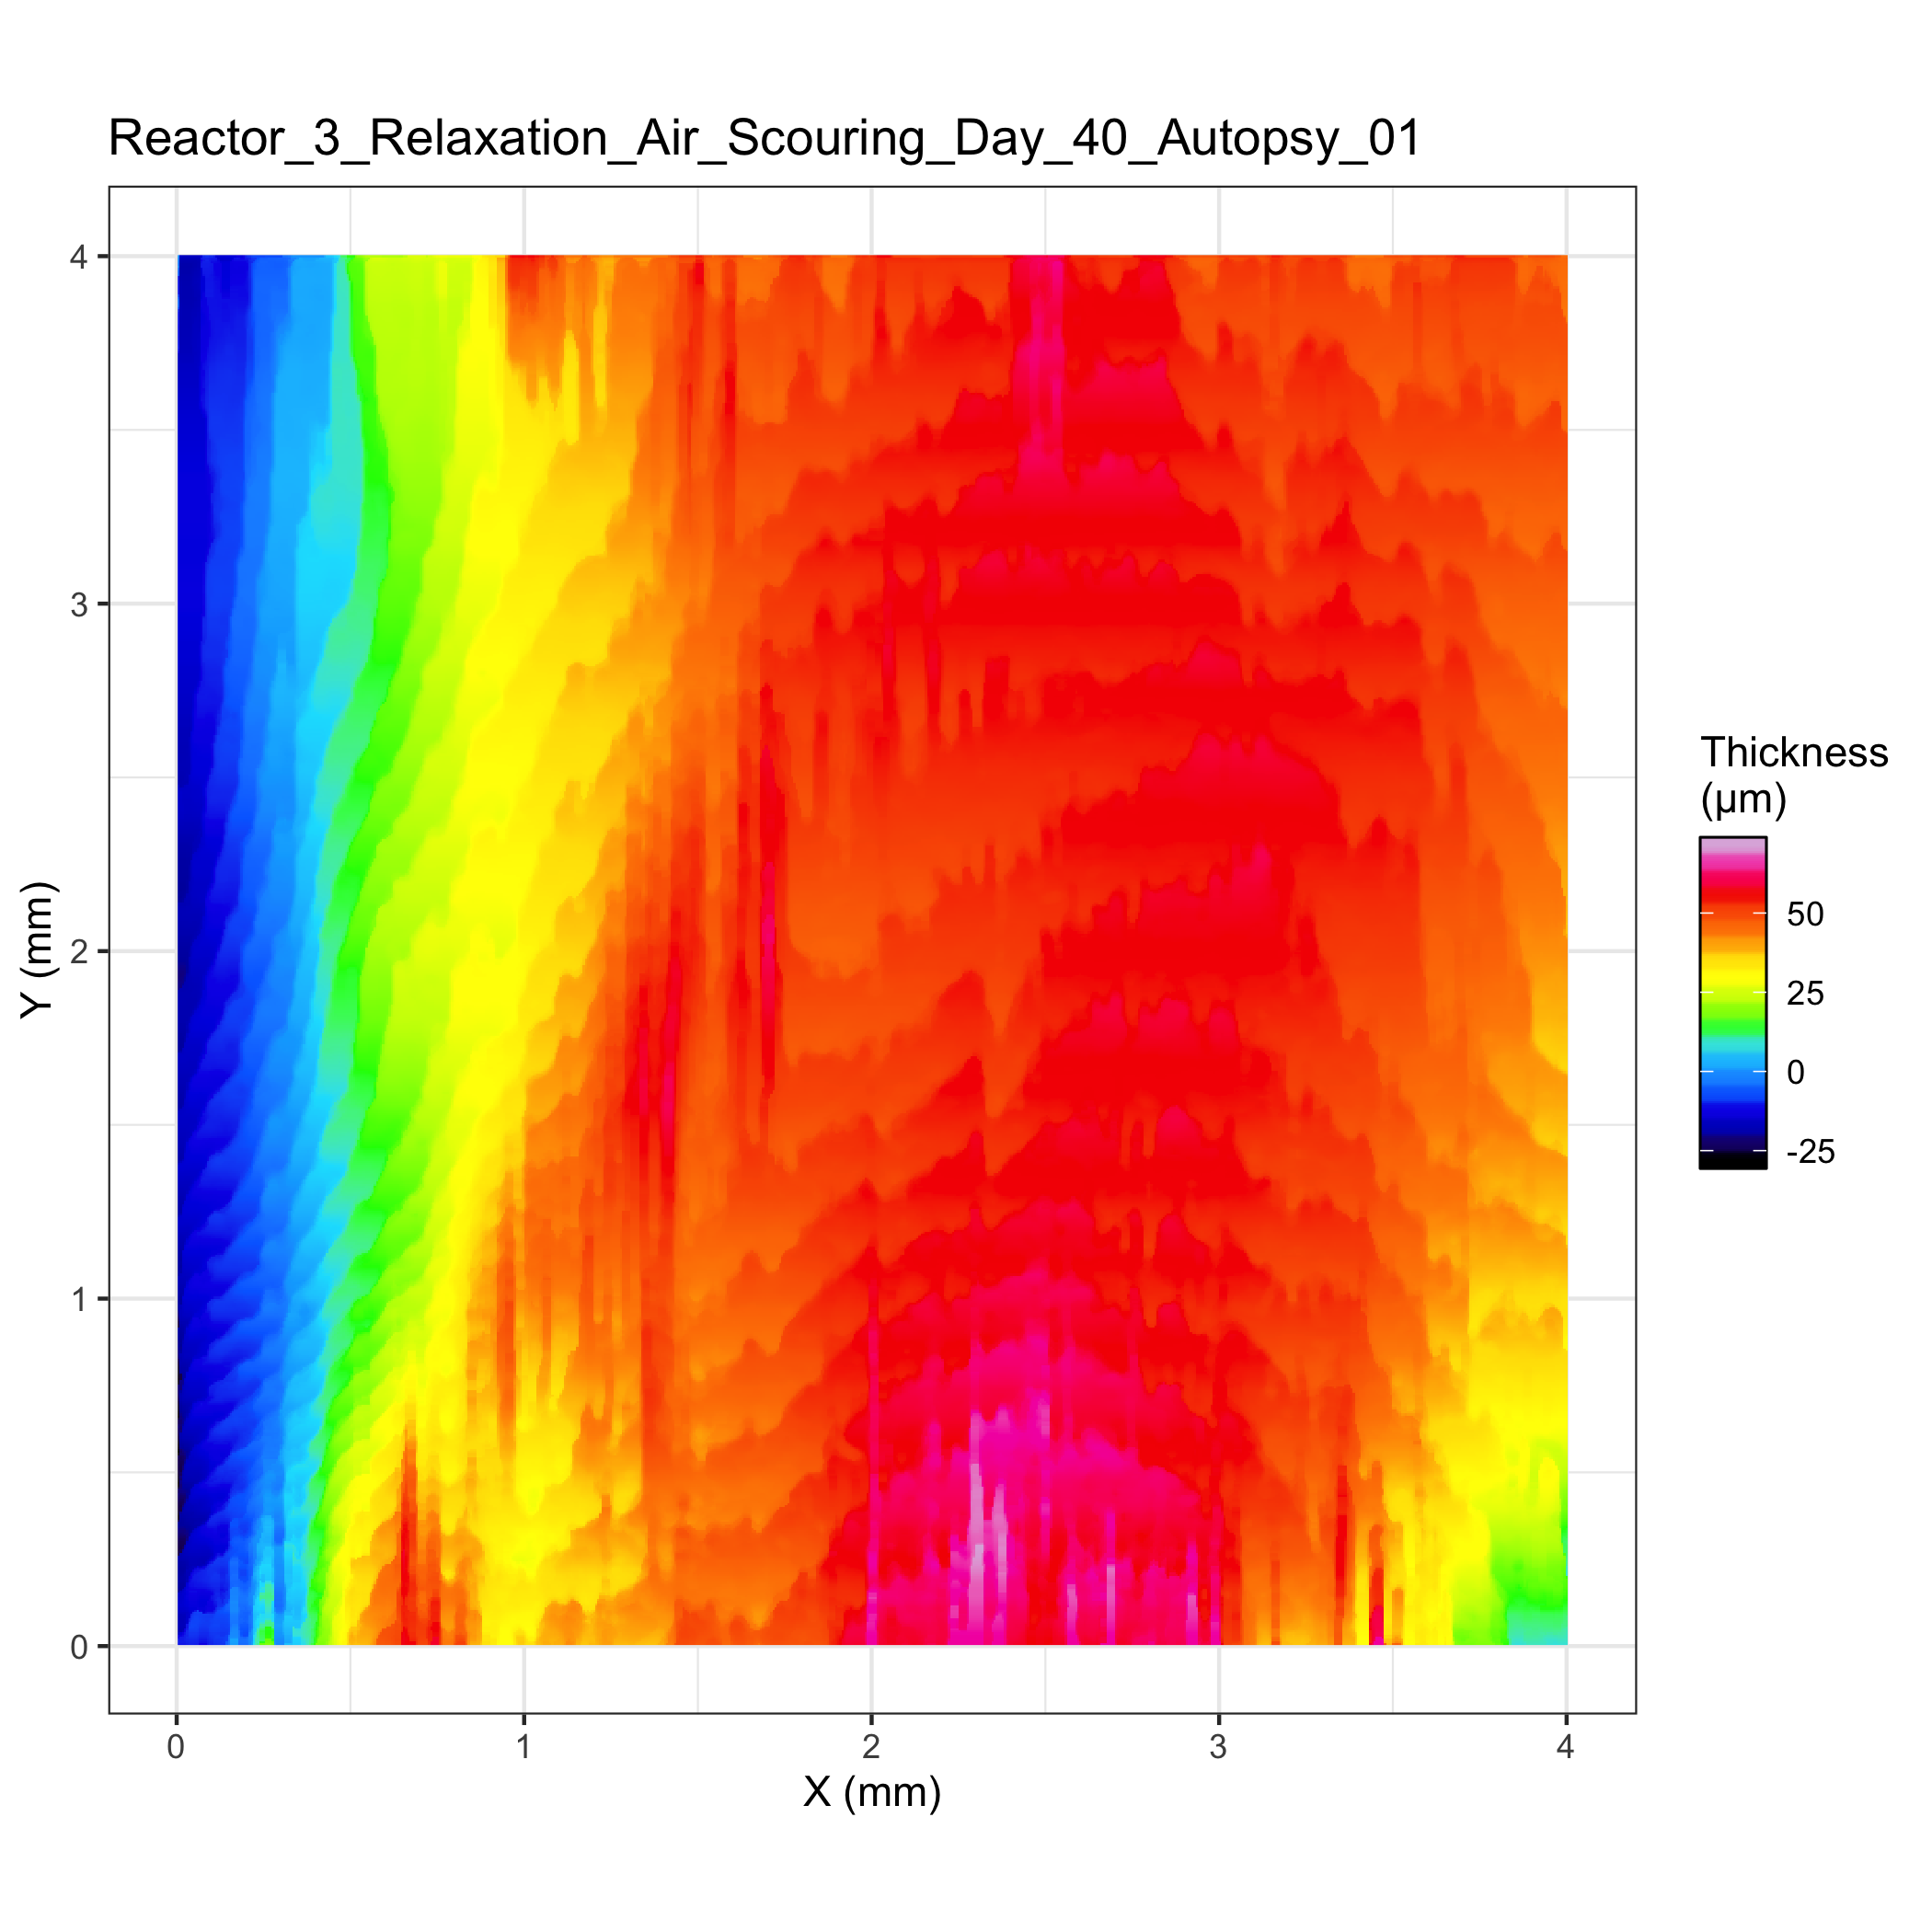 Reactor_3_Relaxation_Air_Scouring_Day_40_Autopsy_01
4
3
2
1
0
Y (mm)
0 1 2 3 4
X (mm)
Thickness
(µm)
50
25
0
-25